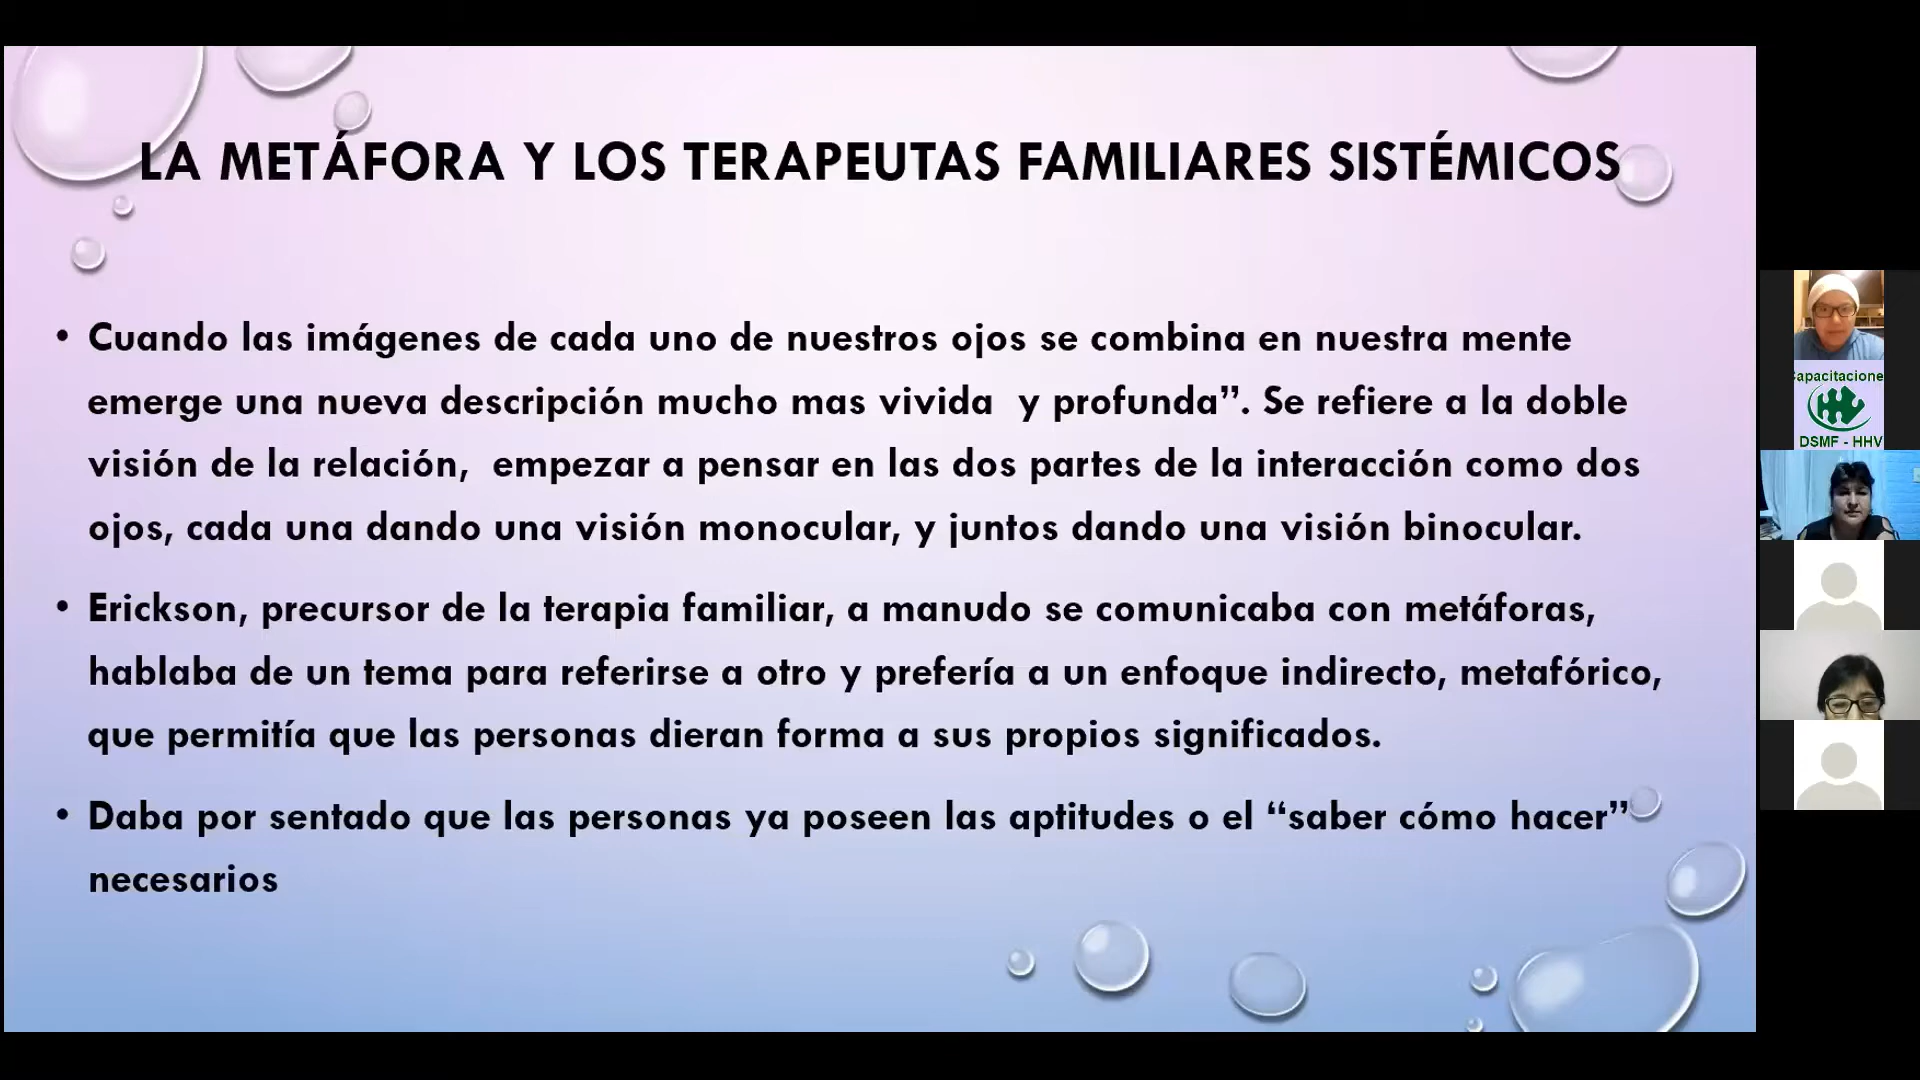 LA METÁFORA Y LOS TERAPEUTAS FAMILIARES SISTÉMICOS
• Cuando las imágenes de cada uno de nuestros ojos se combina en nuestra mente
emerge una nueva descripción mucho mas vivida y profunda”. Se refiere a la doble
visión de la relación, empezar a pensar en las dos partes de la interacción como dos
ojos, cada una dando una visión monocular, y juntos dando una visión binocular.
• Erickson, precursor de la terapia familiar, a manudo se comunicaba con metáforas,
hablaba de un tema para referirse a otro y prefería a un enfoque indirecto, metafórico,
que permitía que las personas dieran forma a sus propios significados.
• Daba por sentado que las personas ya poseen las aptitudes o el “saber cómo hacer”
necesarios
apacitacione
DSMF - HHV